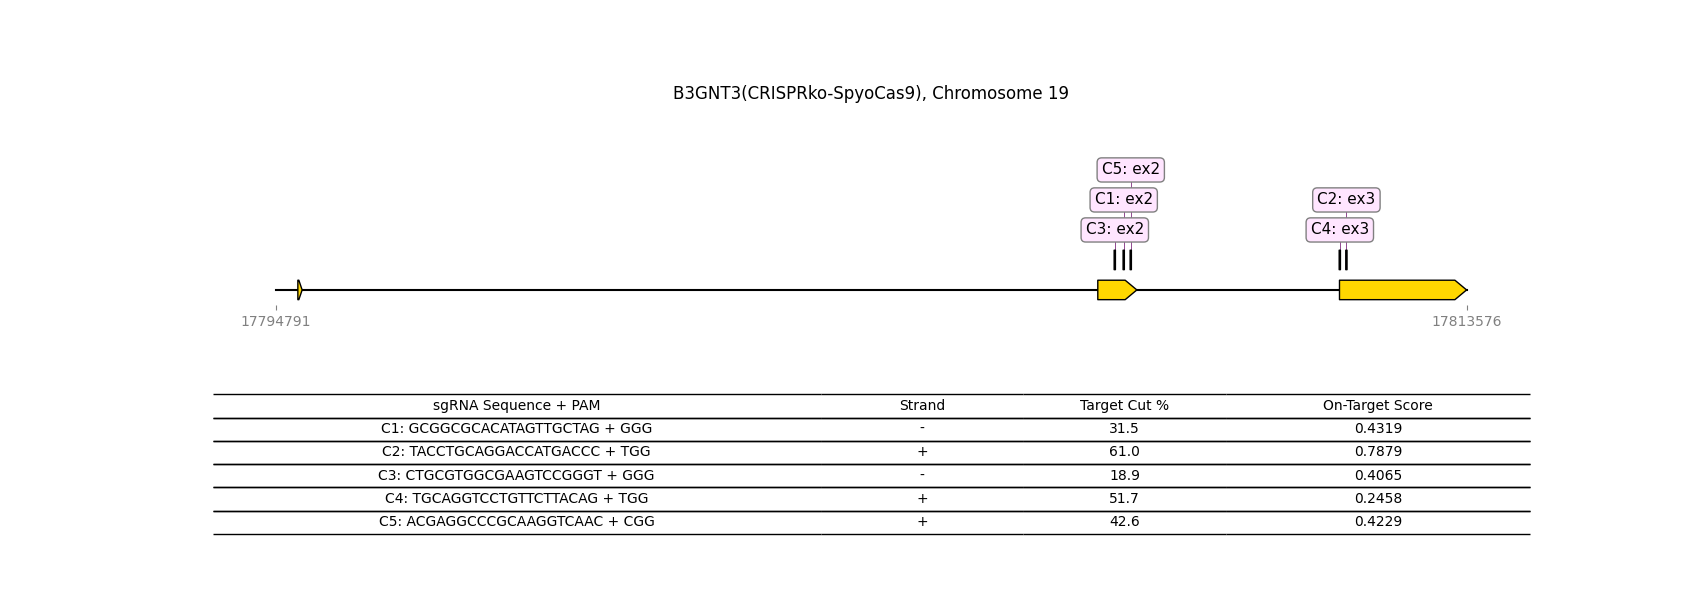 B3GNT3(CRISPRko-SpyoCas9), Chromosome 19
C5: ex2
C1: ex2
C2: ex3
C3: ex2
C4: ex3
17794791
17813576
sgRNA Sequence + PAM Strand Target Cut % On-Target Score
C1: GCGGCGCACATAGTTGCTAG + GGG - 31.5 0.4319
C2: TACCTGCAGGACCATGACCC + TGG + 61.0 0.7879
C3: CTGCGTGGCGAAGTCCGGGT + GGG - 18.9 0.4065
C4: TGCAGGTCCTGTTCTTACAG + TGG + 51.7 0.2458
C5: ACGAGGCCCGCAAGGTCAAC + CGG + 42.6 0.4229